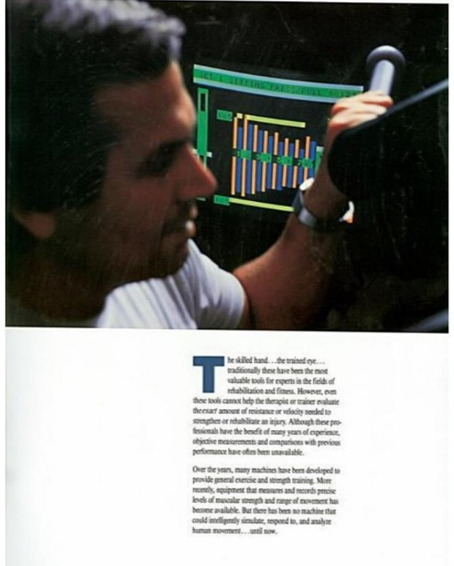 The skilled hand. . .the trained eye. . .
traditionally these have been the most
valuable tools for experts in the fields of
rehabilitation and fitness. However, even
these tools cannot help the therapist or trainer evaluate
the exact amount of resistance or velocity needed to
strengthen or rehabilitate an injury. Although these pro-
fessionals have the benefit of many years of experience,
objective measurements and comparisons with previous
performance have often been unavailable.
Over the years, many machines have been developed to
provide general exercise and strength training. More
recently, equipment that measures and records precise
levels of muscular strength and range of movement has
become available. But there has been no machine that
could intelligently simulate, respond to, and analyze
human movement. . .until now.